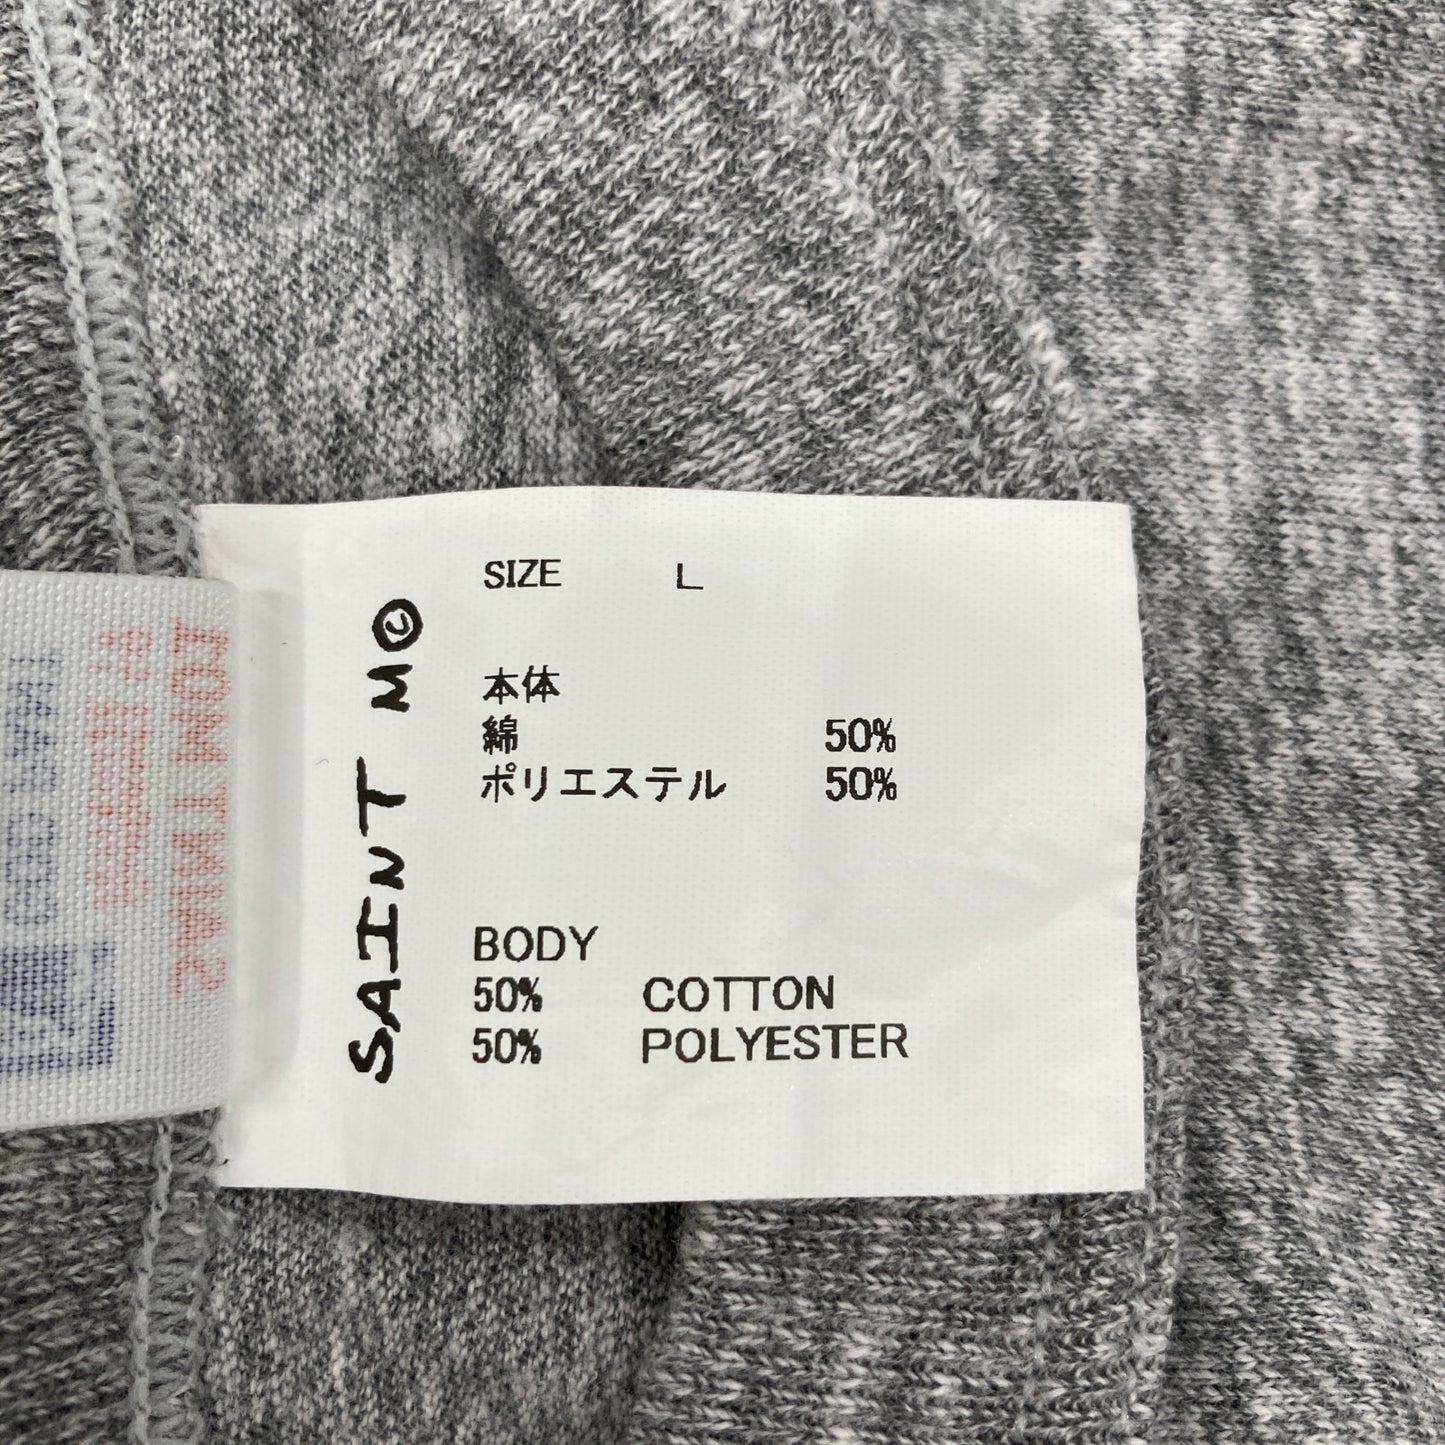 SAINT M©
SIZE L
本体
綿 50%
ポリエステル 50%
BODY
50% COTTON
50% POLYESTER